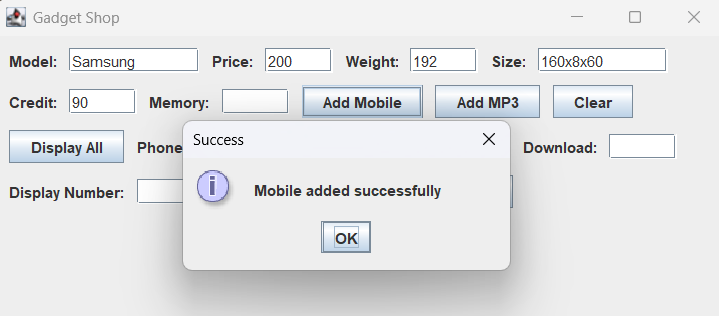 Gadget Shop
Model: Samsung Price: 200 Weight: 192 Size: 160x8x60
Credit: 90 Memory: Add Mobile Add MP3 Clear
Display All Phone Download:
Success
Mobile added successfully
OK
Display Number: